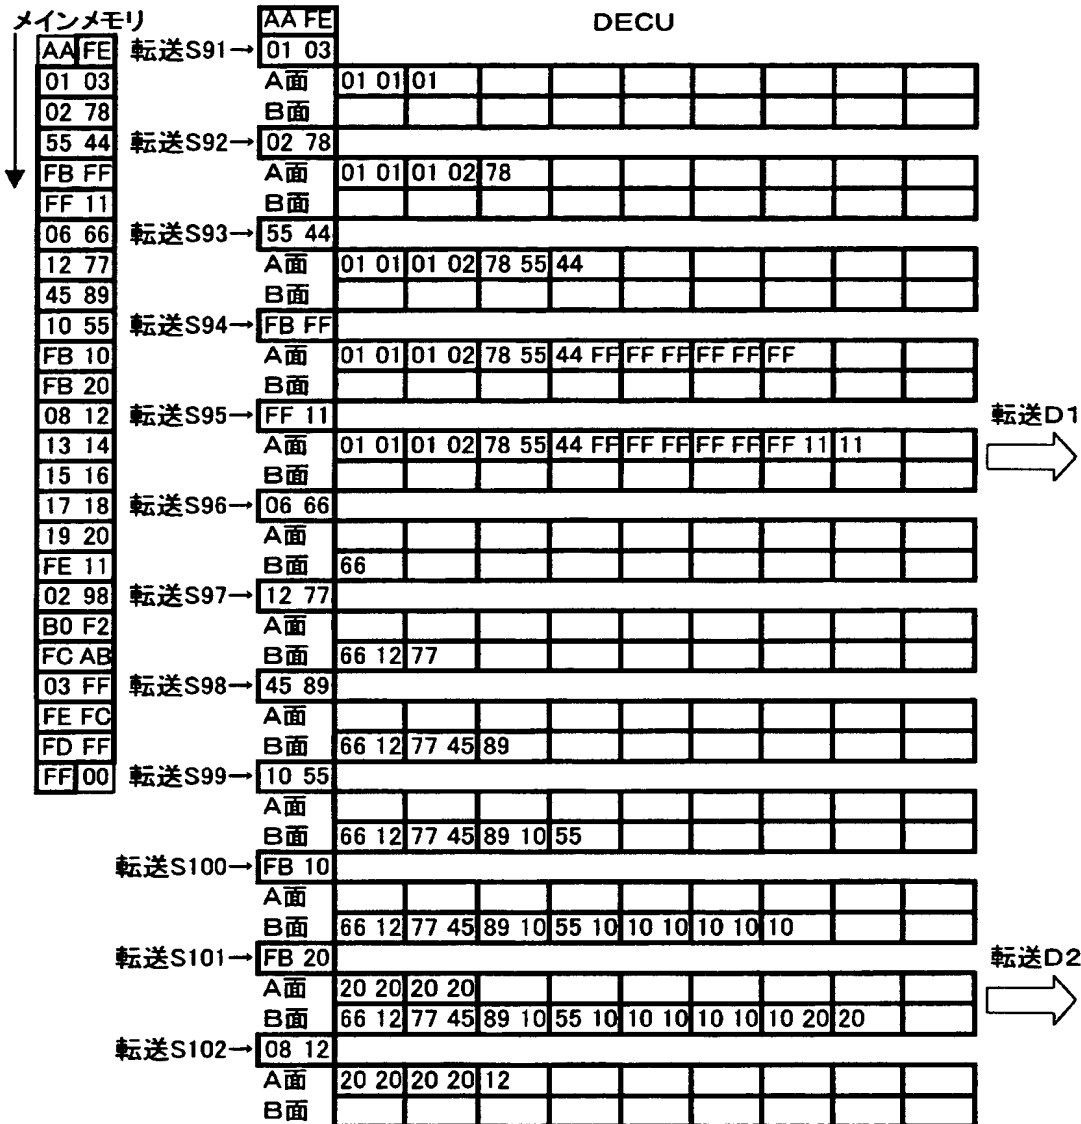 メインメモリ AA FE DECU
AA FE 転送S91→ 01 03
01 03 A面 01 01 01
02 78 B面
55 44 転送S92→ 02 78
FB FF A面 01 01 01 02 78
FF 11 B面
06 66 転送S93→ 55 44
12 77 A面 01 01 01 02 78 55 44
45 89 B面
10 55 転送S94→ FB FF
FB 10 A面 01 01 01 02 78 55 44 FF FF FF FF FF FF
FB 20 B面
08 12 転送S95→ FF 11 転送D1
13 14 A面 01 01 01 02 78 55 44 FF FF FF FF FF FF 11 11
15 16 B面
17 18 転送S96→ 06 66
19 20 A面
FE 11 B面 66
02 98 転送S97→ 12 77
B0 F2 A面
FC AB B面 66 12 77
03 FF 転送S98→ 45 89
FE FC A面
FD FF B面 66 12 77 45 89
FF 00 転送S99→ 10 55
A面
B面 66 12 77 45 89 10 55
転送S100→ FB 10
A面
B面 66 12 77 45 89 10 55 10 10 10 10 10 10
転送S101→ FB 20 転送D2
A面 20 20 20 20
B面 66 12 77 45 89 10 55 10 10 10 10 10 10 20 20
転送S102→ 08 12
A面 20 20 20 20 12
B面